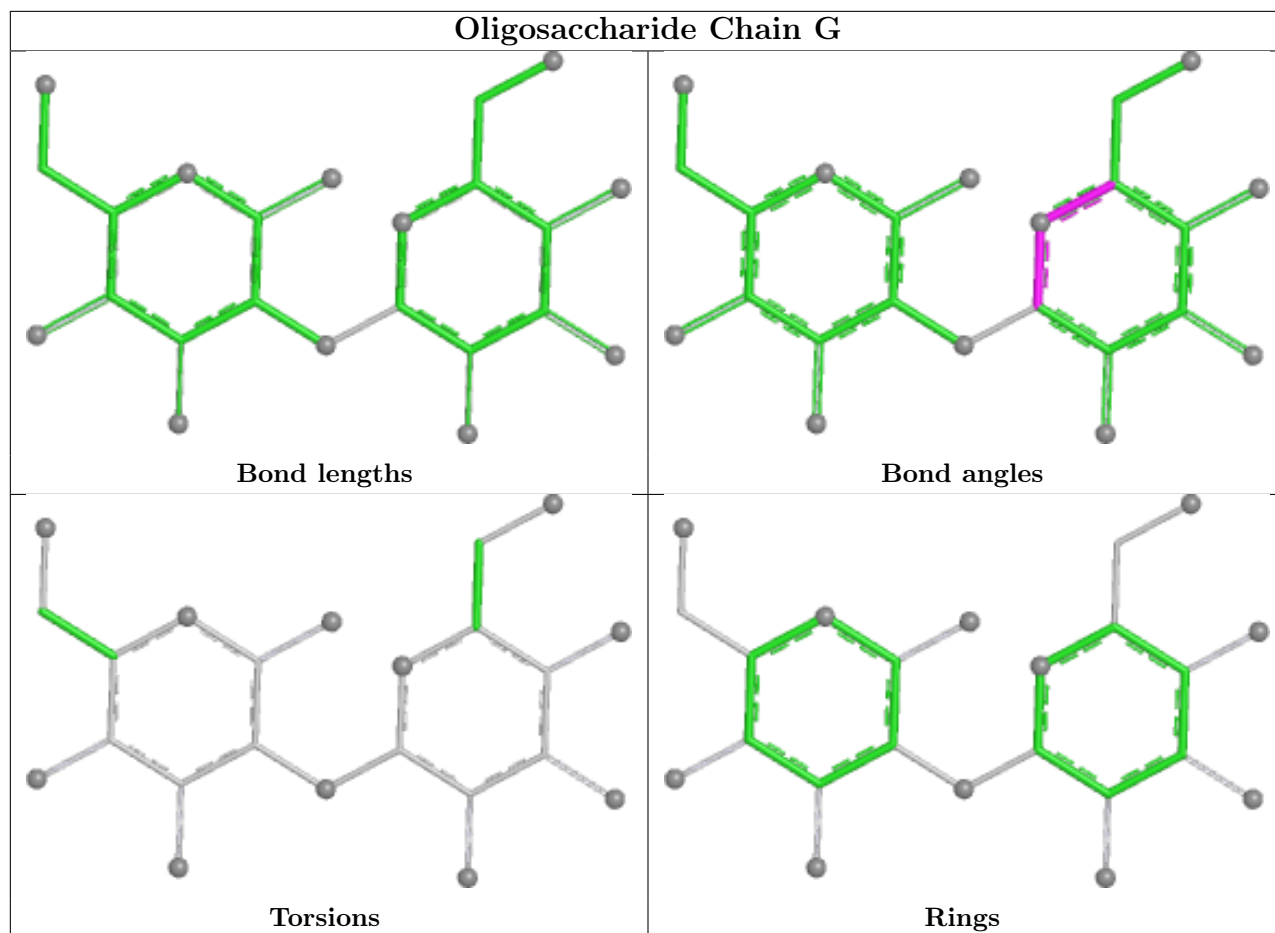 Oligosaccharide Chain G
Bond lengths
Bond angles
Torsions
Rings